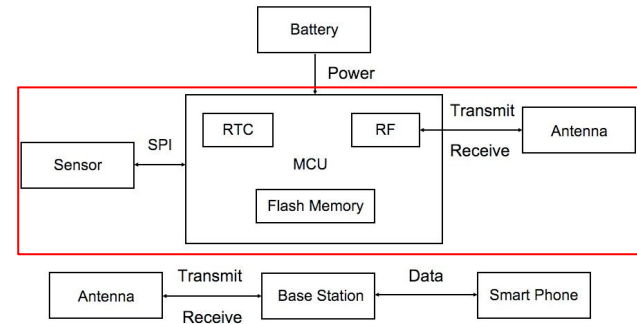 Battery
Power
RTC
RF
Transmit
Antenna
SPI
Sensor
MCU
Receive
Flash Memory
Transmit
Data
Antenna
Base Station
Smart Phone
Receive